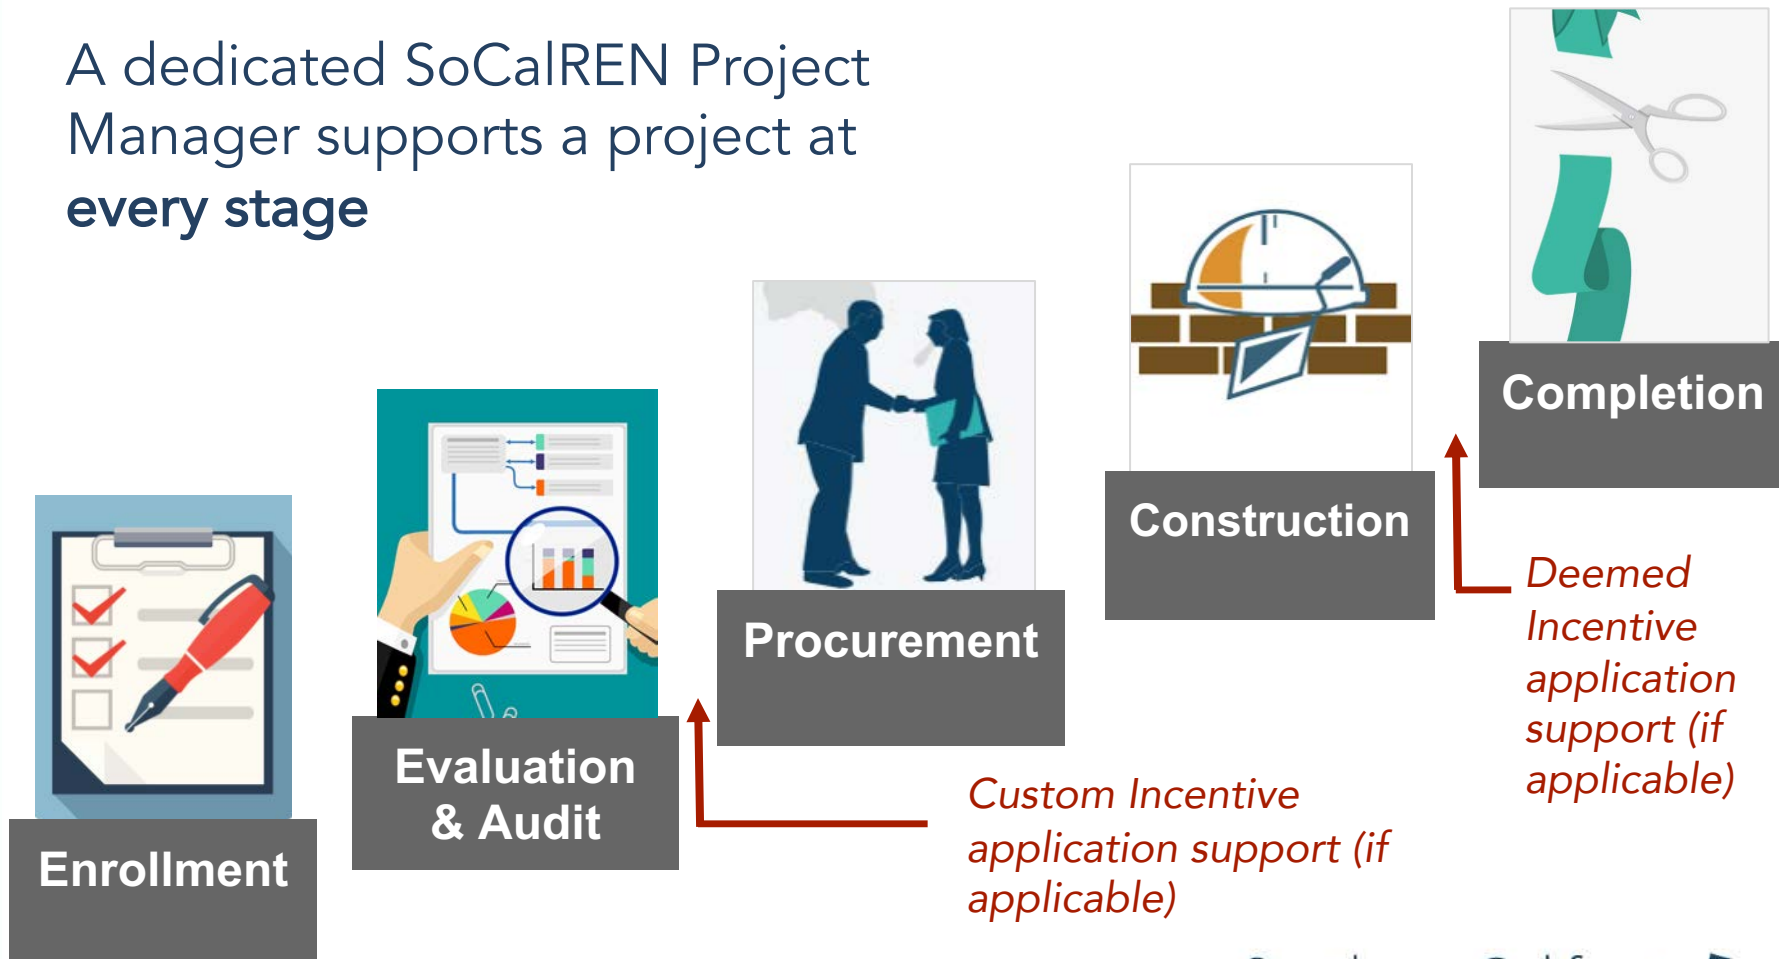 A dedicated SoCalREN Project
Manager supports a project at
every stage
Enrollment
Evaluation
& Audit
Procurement
Construction
Completion
Custom Incentive
application support (if
applicable)
Deemed
Incentive
application
support (if
applicable)